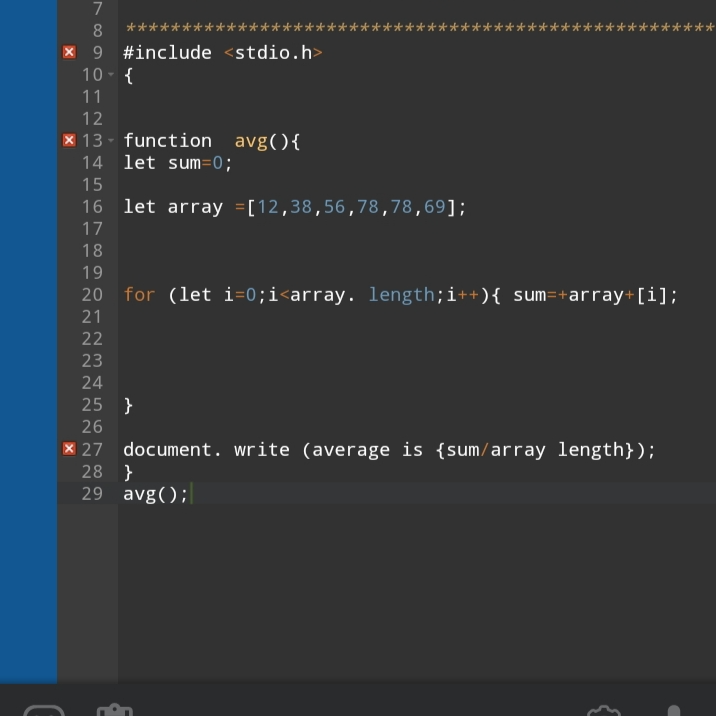 7
8 *****************************************************
9 #include <stdio.h>
10 {
11
12
13 function  avg(){
14 let sum=0;
15
16 let array =[12,38,56,78,78,69];
17
18
19
20 for (let i=0;i<array. length;i++){ sum=+array+[i];
21
22
23
24
25 }
26
27 document. write (average is {sum/array length});
28 }
29 avg();